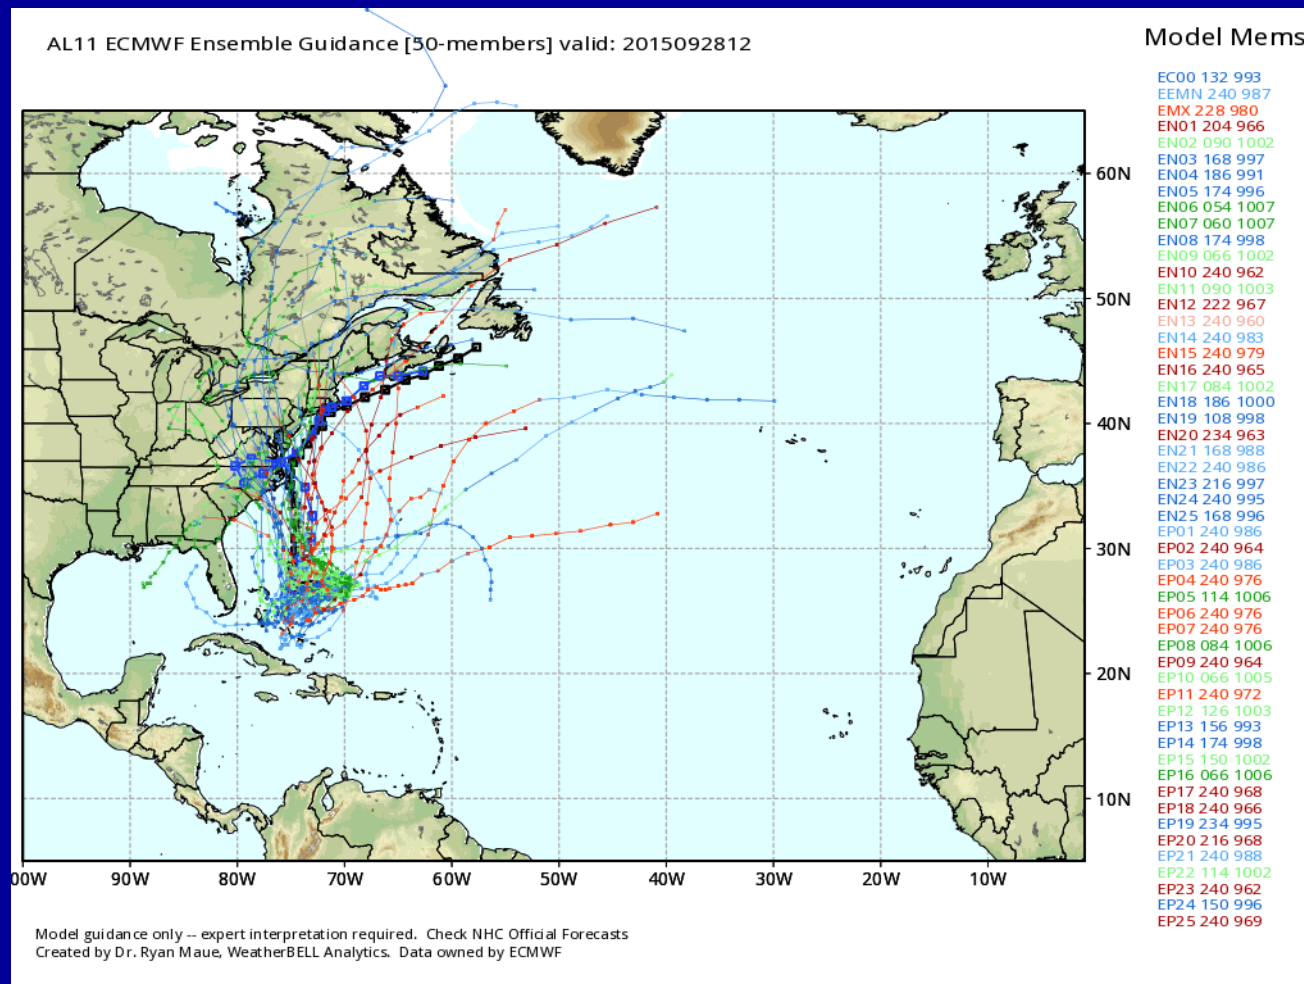 AL11 ECMWF Ensemble Guidance [50-members] valid: 2015092812
Model Mems
EC00 132 993
EEMN 240 987
EMX 228 980
EN01 204 966
EN02 090 1002
EN03 168 997
EN04 186 991
EN05 174 996
EN06 054 1007
EN07 060 1007
EN08 174 998
EN09 066 1002
EN10 240 962
EN11 090 1003
EN12 222 967
EN13 240 960
EN14 240 983
EN15 240 979
EN16 240 965
EN17 084 1002
EN18 186 1000
EN19 108 998
EN20 234 963
EN21 168 988
EN22 240 986
EN23 216 997
EN24 240 995
EN25 168 996
EP01 240 986
EP02 240 964
EP03 240 986
EP04 240 976
EP05 114 1006
EP06 240 976
EP07 240 976
EP08 084 1006
EP09 240 964
EP10 066 1005
EP11 240 972
EP12 126 1003
EP13 156 993
EP14 174 998
EP15 150 1002
EP16 066 1006
EP17 240 968
EP18 240 966
EP19 234 995
EP20 216 968
EP21 240 988
EP22 114 1002
EP23 240 962
EP24 150 996
EP25 240 969
60N
50N
40N
30N
20N
10N
00W 90W 80W 70W 60W 50W 40W 30W 20W 10W
Model guidance only -- expert interpretation required. Check NHC Official Forecasts
Created by Dr. Ryan Maue, WeatherBELL Analytics. Data owned by ECMWF